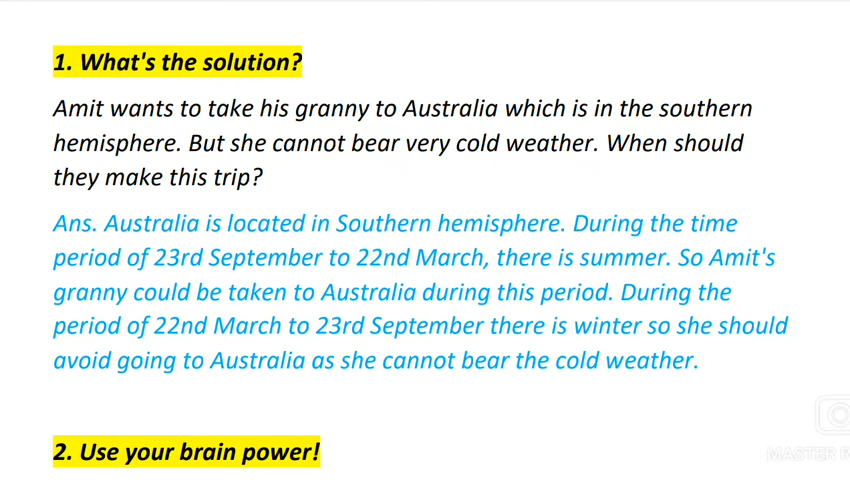 1. What's the solution?
Amit wants to take his granny to Australia which is in the southern
hemisphere. But she cannot bear very cold weather. When should
they make this trip?
Ans. Australia is located in Southern hemisphere. During the time
period of 23rd September to 22nd March, there is summer. So Amit's
granny could be taken to Australia during this period. During the
period of 22nd March to 23rd September there is winter so she should
avoid going to Australia as she cannot bear the cold weather.
2. Use your brain power!
MASTER